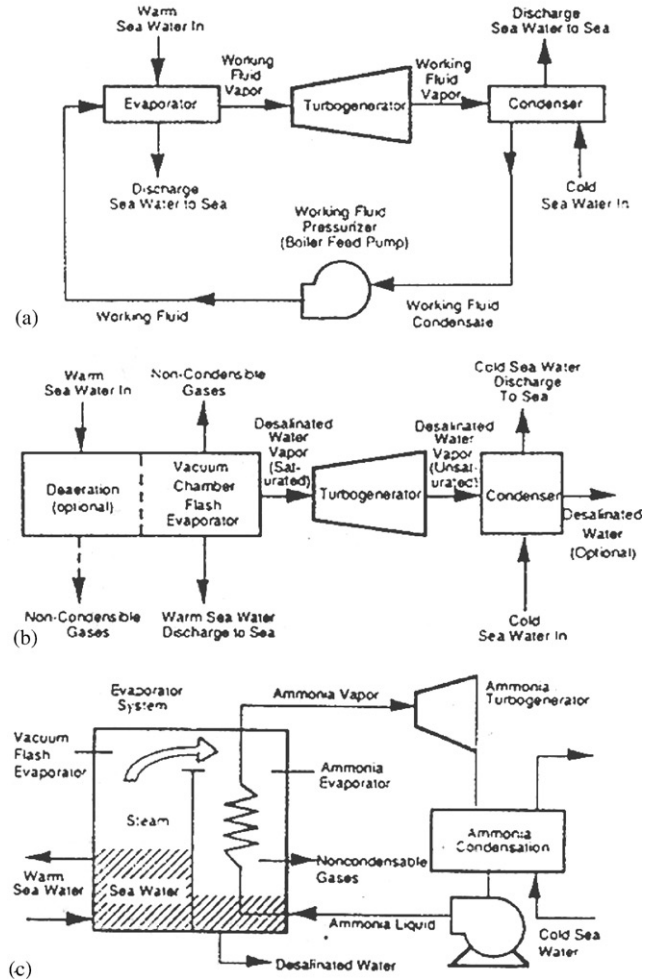 Warm
Sea Water In
Working
Fluid
Vapor
Working
Fluid
Vapor
Discharge
Sea Water to Sea
Evaporator
Turbogenerator
Condenser
Discharge
Sea Water to Sea
Cold
Sea Water In
Working Fluid
Pressurizer
(Boiler Feed Pump)
Working Fluid
Working Fluid
Condensate
(a)
Warm
Sea Water In
Non-Condensible
Gases
Desalinated
Water
Vapor
(Sat-
urated)
Desalinated
Water
Vapor
(Unsat-
urated)
Cold Sea Water
Discharge
To Sea
Deaeration
(optional)
Vacuum
Chamber
Flash
Evaporator
Turbogenerator
Condenser
Desalinated
Water
(Optional)
Non-Condensible
Gases
Warm Sea Water
Discharge to Sea
Cold
Sea Water In
(b)
Evaporator
System
Ammonia Vapor
Ammonia
Turbogenerator
Vacuum
Flash
Evaporator
Ammonia
Evaporator
Steam
Ammonia
Condensation
Warm
Sea Water
Sea Water
Noncondensable
Gases
Ammonia Liquid
Cold Sea
Water
Desalinated Water
(c)